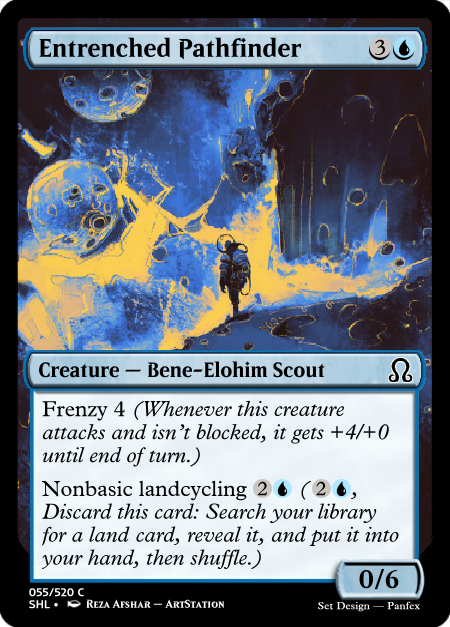 Entrenched Pathfinder 3
Creature — Bene-Elohim Scout
Frenzy 4 (Whenever this creature
attacks and isn't blocked, it gets +4/+0
until end of turn.)
Nonbasic landcycling 2 (2,
Discard this card: Search your library
for a land card, reveal it, and put it into
your hand, then shuffle.)
0/6
055/520 C
SHL • Reza Afshar — ArtStation
Set Design — Panfex